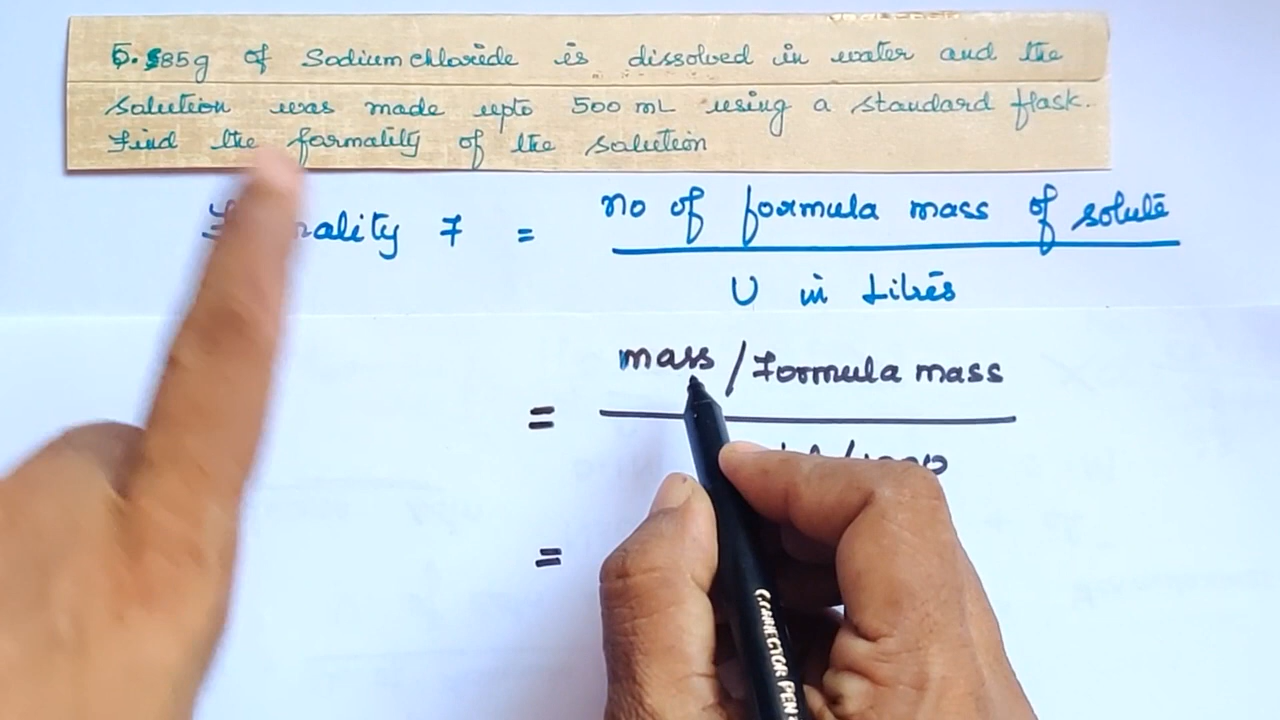 5.85g of Sodium chloride is dissolved in water and the
solution was made upto 500 mL using a standard flask.
Find the formality of the solution
F = no of formula mass of solute
V in Litres
= mass / Formula mass
=
CONNECTOR PEN